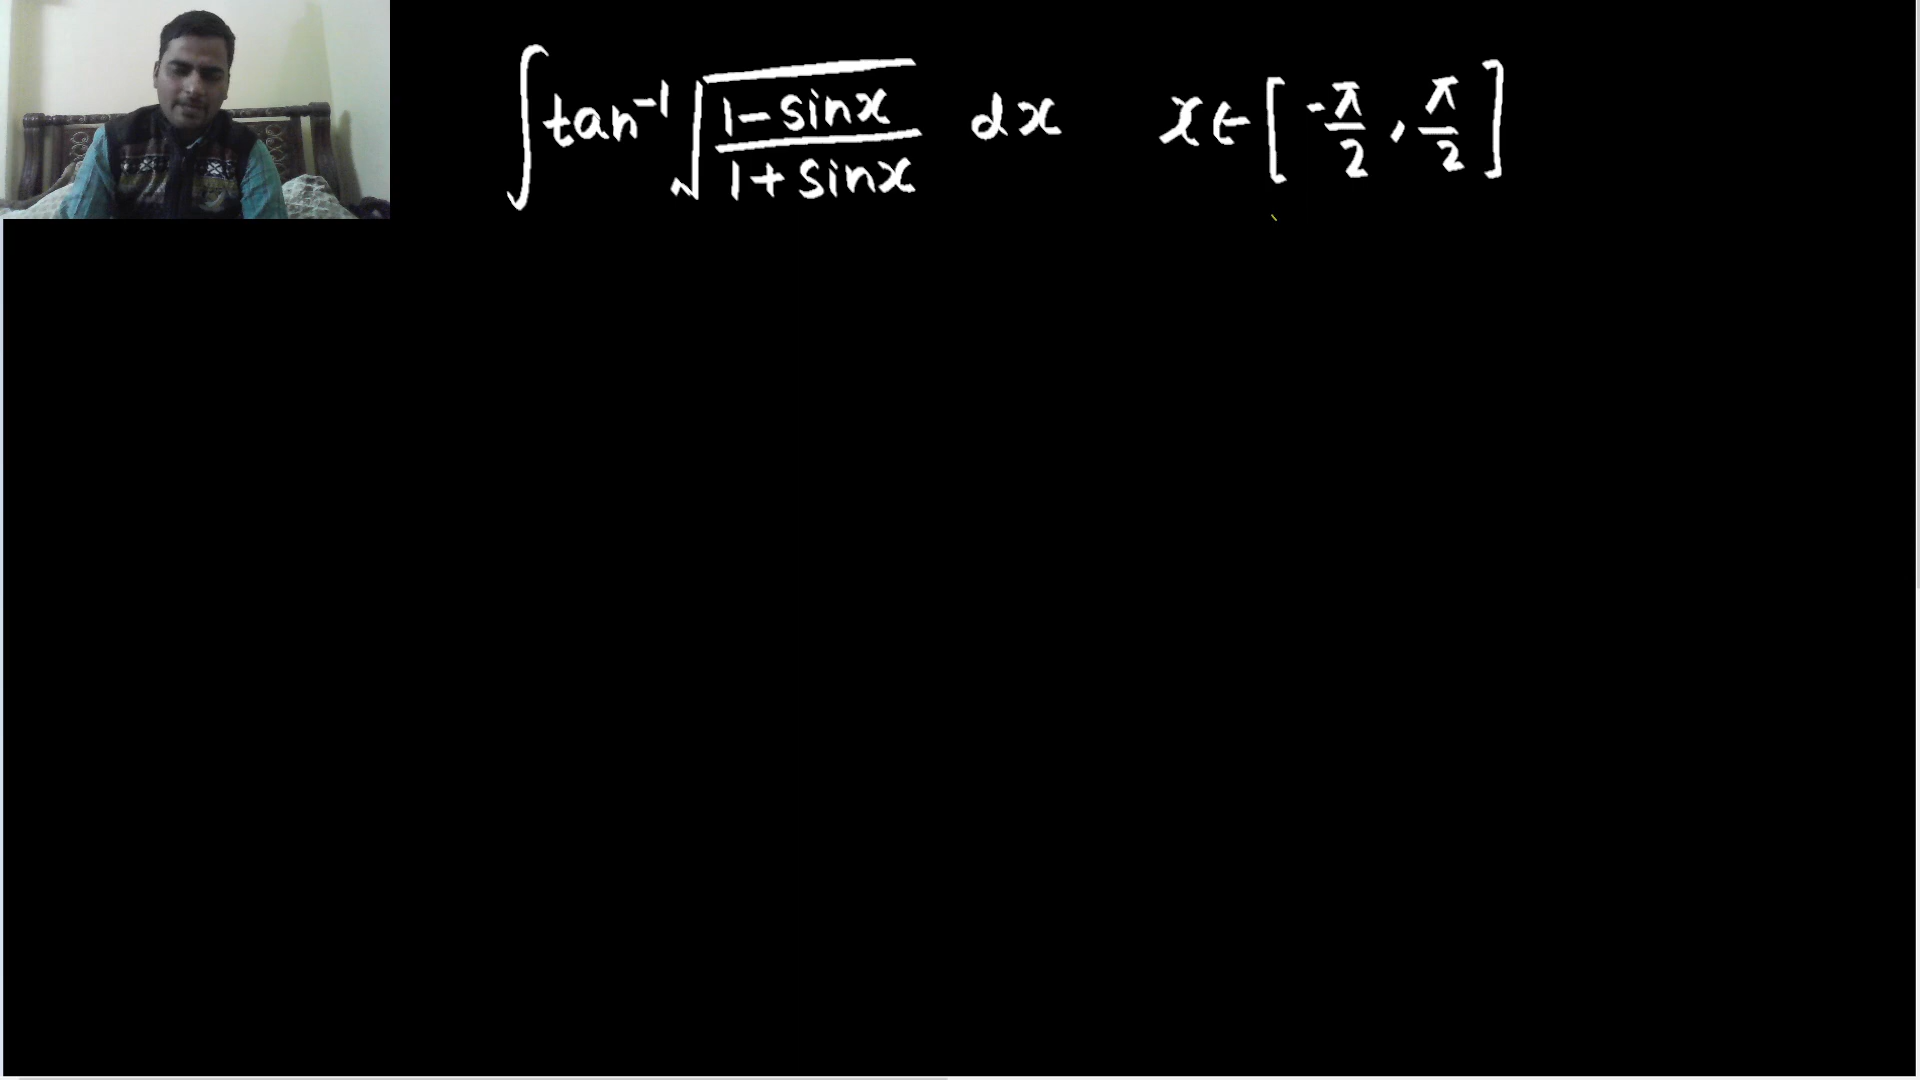 ∫ tan⁻¹ √((1 - sinx)/(1 + sinx)) dx x ∈ [-π/2, π/2]